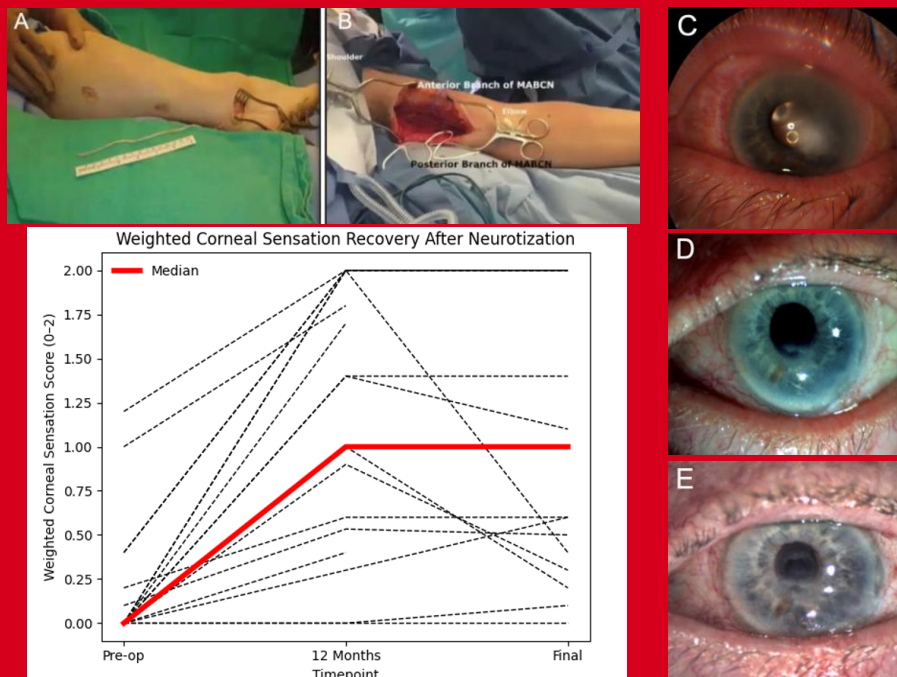 A
B
Shoulder
Anterior Branch of MABCN
Elbow
Posterior Branch of MABCN
C
D
E
Weighted Corneal Sensation Recovery After Neurotization
Median
Weighted Corneal Sensation Score (0–2)
2.00
1.75
1.50
1.25
1.00
0.75
0.50
0.25
0.00
Pre-op
12 Months
Final
Timepoint